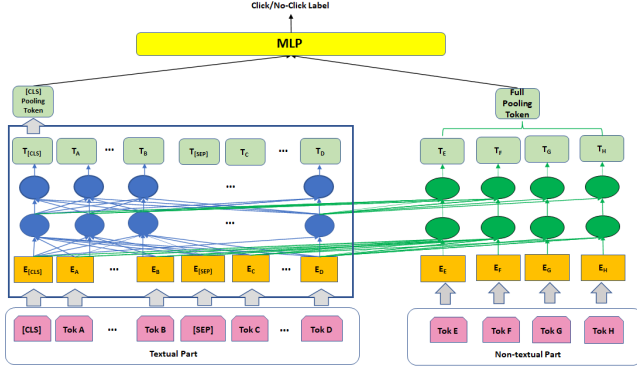 Click/No-Click Label
MLP
[CLS]
Pooling
Token
Full
Pooling
Token
T[CLS] TA ... TB T[SEP] TC ... TD TE TF TG TH
...
...
E[CLS] EA ... EB E[SEP] EC ... ED EE EF EG EH
[CLS] Tok A ... Tok B [SEP] Tok C ... Tok D Tok E Tok F Tok G Tok H
Textual Part Non-textual Part